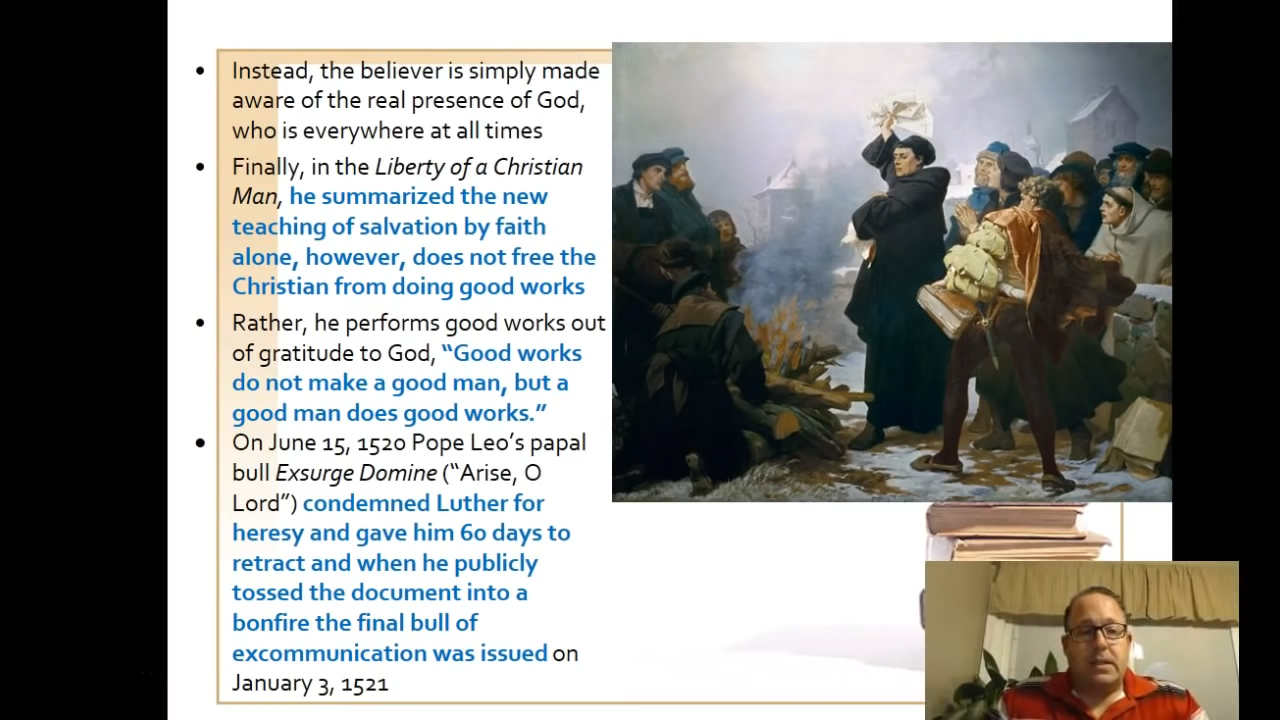 • Instead, the believer is simply made
aware of the real presence of God,
who is everywhere at all times
• Finally, in the Liberty of a Christian
Man, he summarized the new
teaching of salvation by faith
alone, however, does not free the
Christian from doing good works
• Rather, he performs good works out
of gratitude to God, “Good works
do not make a good man, but a
good man does good works.”
• On June 15, 1520 Pope Leo’s papal
bull Exsurge Domine (“Arise, O
Lord”) condemned Luther for
heresy and gave him 60 days to
retract and when he publicly
tossed the document into a
bonfire the final bull of
excommunication was issued on
January 3, 1521